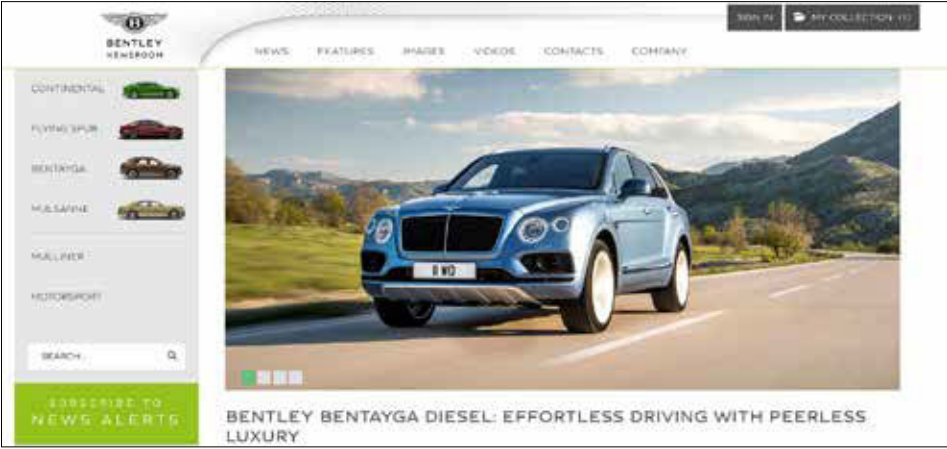 SIGN IN
MY COLLECTION (1)
BENTLEY
NEWSROOM
NEWS FEATURES IMAGES VIDEOS CONTACTS COMPANY
CONTINENTAL
FLYING SPUR
BENTAYGA
MULSANNE
MULLINER
MOTORSPORT
SEARCH...
SUBSCRIBE TO
NEWS ALERTS
BENTLEY BENTAYGA DIESEL: EFFORTLESS DRIVING WITH PEERLESS
LUXURY